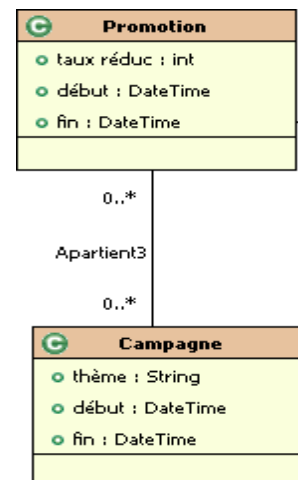 C Promotion
taux réduc : int
début : DateTime
fin : DateTime
0..*
Apartient3
0..*
C Campagne
thème : String
début : DateTime
fin : DateTime